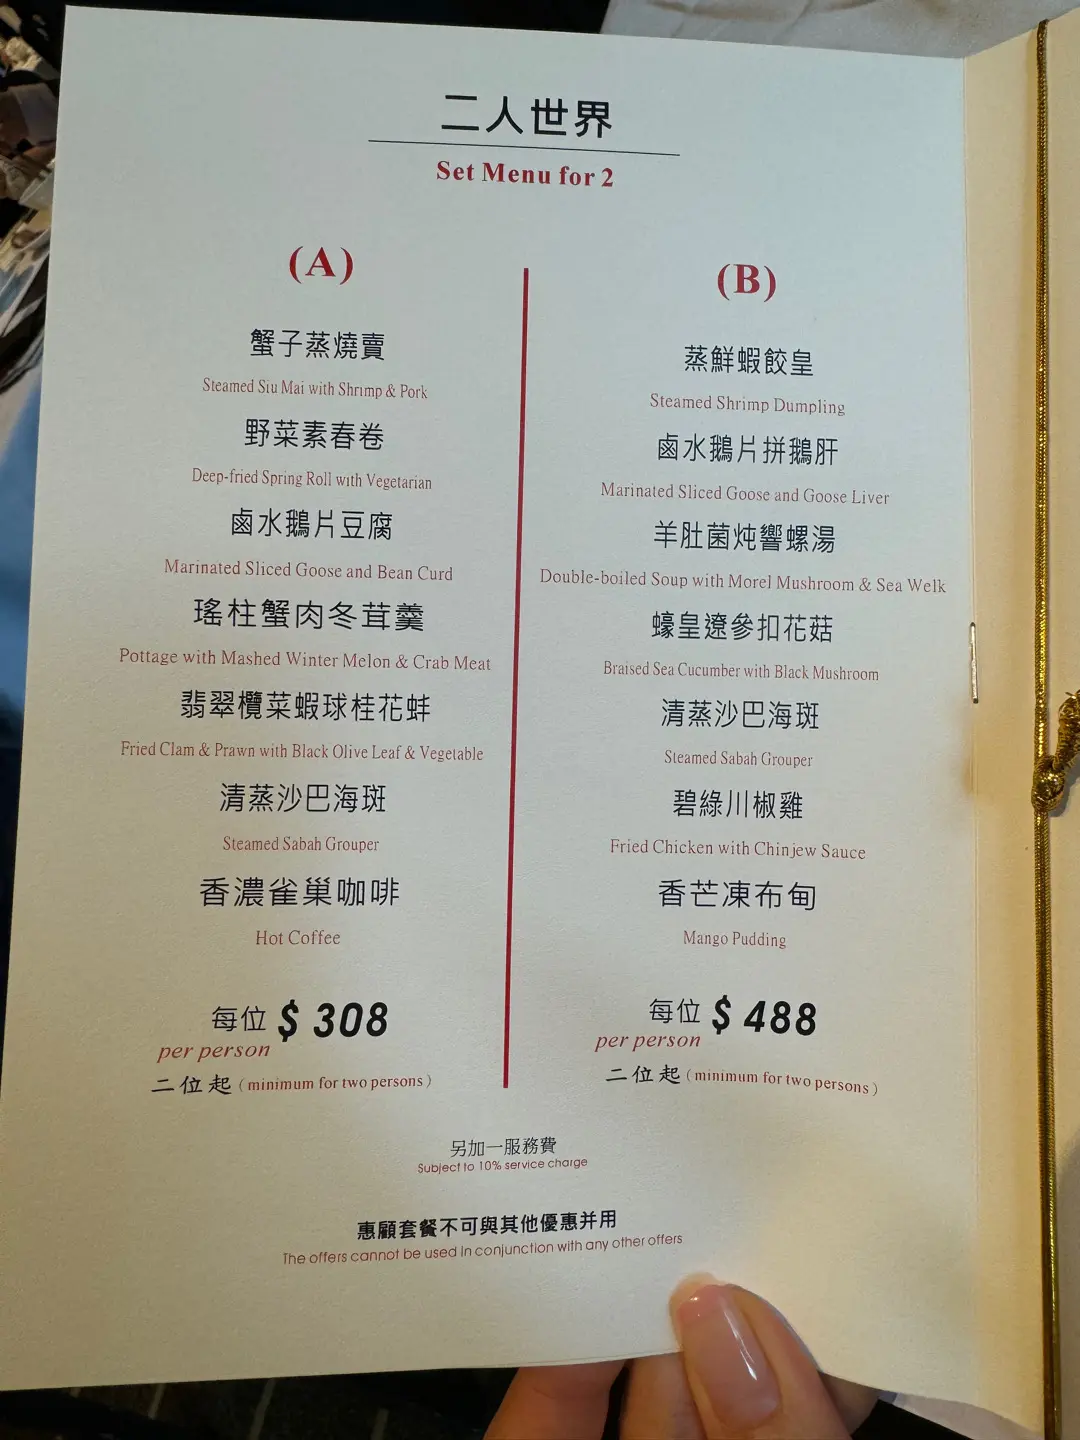 二人世界
Set Menu for 2
(A)
蟹子蒸燒賣
Steamed Siu Mai with Shrimp & Pork
野菜素春卷
Deep-fried Spring Roll with Vegetarian
鹵水鵝片豆腐
Marinated Sliced Goose and Bean Curd
瑤柱蟹肉冬茸羹
Pottage with Mashed Winter Melon & Crab Meat
翡翠欖菜蝦球桂花蚌
Fried Clam & Prawn with Black Olive Leaf & Vegetable
清蒸沙巴海斑
Steamed Sabah Grouper
香濃雀巢咖啡
Hot Coffee
每位 $ 308
per person
二位起 (minimum for two persons)
(B)
蒸鮮蝦餃皇
Steamed Shrimp Dumpling
鹵水鵝片拼鵝肝
Marinated Sliced Goose and Goose Liver
羊肚菌炖響螺湯
Double-boiled Soup with Morel Mushroom & Sea Welk
蠔皇遼參扣花菇
Braised Sea Cucumber with Black Mushroom
清蒸沙巴海斑
Steamed Sabah Grouper
碧綠川椒雞
Fried Chicken with Chinjew Sauce
香芒凍布甸
Mango Pudding
每位 $ 488
per person
二位起 (minimum for two persons)
另加一服務費
Subject to 10% service charge
惠顧套餐不可與其他優惠并用
The offers cannot be used in conjunction with any other offers